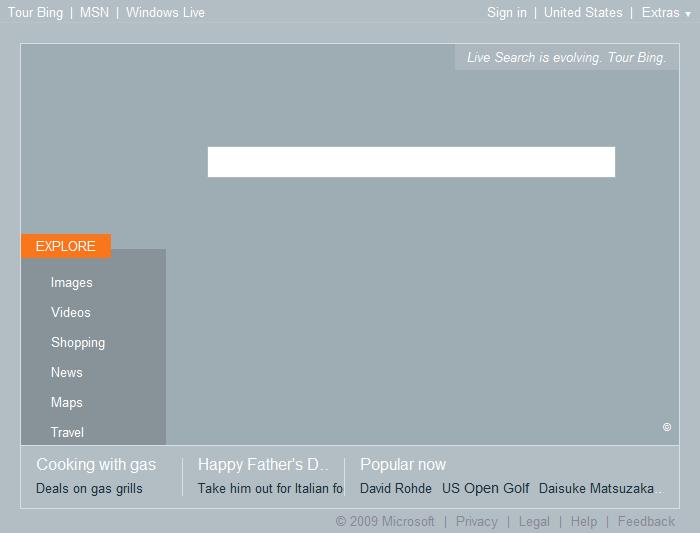 Tour Bing | MSN | Windows Live
Sign in | United States | Extras
Live Search is evolving. Tour Bing.
EXPLORE
Images
Videos
Shopping
News
Maps
Travel
©
Cooking with gas
Deals on gas grills
Happy Father's D..
Take him out for Italian fo
Popular now
David Rohde US Open Golf Daisuke Matsuzaka .
© 2009 Microsoft | Privacy | Legal | Help | Feedback